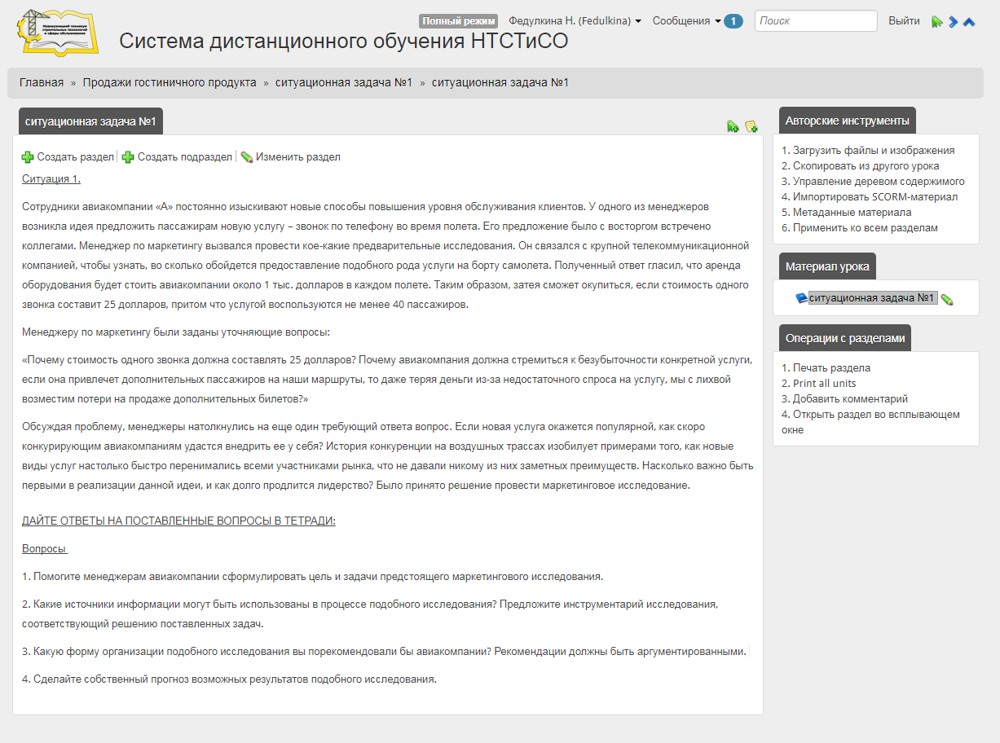 Новокузнецкий техникум
строительных технологий
и сферы обслуживания
Полный режим Федулкина Н. (Fedulkina) Сообщения 1 Поиск Выйти
Система дистанционного обучения НТСТиСО
Главная » Продажи гостиничного продукта » ситуационная задача №1 » ситуационная задача №1
ситуационная задача №1
Создать раздел Создать подраздел Изменить раздел
Ситуация 1.
Сотрудники авиакомпании «А» постоянно изыскивают новые способы повышения уровня обслуживания клиентов. У одного из менеджеров
возникла идея предложить пассажирам новую услугу – звонок по телефону во время полета. Его предложение было с восторгом встречено
коллегами. Менеджер по маркетингу вызвался провести кое-какие предварительные исследования. Он связался с крупной телекоммуникационной
компанией, чтобы узнать, во сколько обойдется предоставление подобного рода услуги на борту самолета. Полученный ответ гласил, что аренда
оборудования будет стоить авиакомпании около 1 тыс. долларов в каждом полете. Таким образом, затея сможет окупиться, если стоимость одного
звонка составит 25 долларов, притом что услугой воспользуются не менее 40 пассажиров.
Менеджеру по маркетингу были заданы уточняющие вопросы:
«Почему стоимость одного звонка должна составлять 25 долларов? Почему авиакомпания должна стремиться к безубыточности конкретной услуги,
если она привлечет дополнительных пассажиров на наши маршруты, то даже теряя деньги из-за недостаточного спроса на услугу, мы с лихвой
возместим потери на продаже дополнительных билетов?»
Обсуждая проблему, менеджеры натолкнулись на еще один требующий ответа вопрос. Если новая услуга окажется популярной, как скоро
конкурирующим авиакомпаниям удастся внедрить ее у себя? История конкуренции на воздушных трассах изобилует примерами того, как новые
виды услуг настолько быстро перенимались всеми участниками рынка, что не давали никому из них заметных преимуществ. Насколько важно быть
первыми в реализации данной идеи, и как долго продлится лидерство? Было принято решение провести маркетинговое исследование.
ДАЙТЕ ОТВЕТЫ НА ПОСТАВЛЕННЫЕ ВОПРОСЫ В ТЕТРАДИ:
Вопросы
1. Помогите менеджерам авиакомпании сформулировать цель и задачи предстоящего маркетингового исследования.
2. Какие источники информации могут быть использованы в процессе подобного исследования? Предложите инструментарий исследования,
соответствующий решению поставленных задач.
3. Какую форму организации подобного исследования вы порекомендовали бы авиакомпании? Рекомендации должны быть аргументированными.
4. Сделайте собственный прогноз возможных результатов подобного исследования.
Авторские инструменты
1. Загрузить файлы и изображения
2. Скопировать из другого урока
3. Управление деревом содержимого
4. Импортировать SCORM-материал
5. Метаданные материала
6. Применить ко всем разделам
Материал урока
ситуационная задача №1
Операции с разделами
1. Печать раздела
2. Print all units
3. Добавить комментарий
4. Открыть раздел во всплывающем
окне